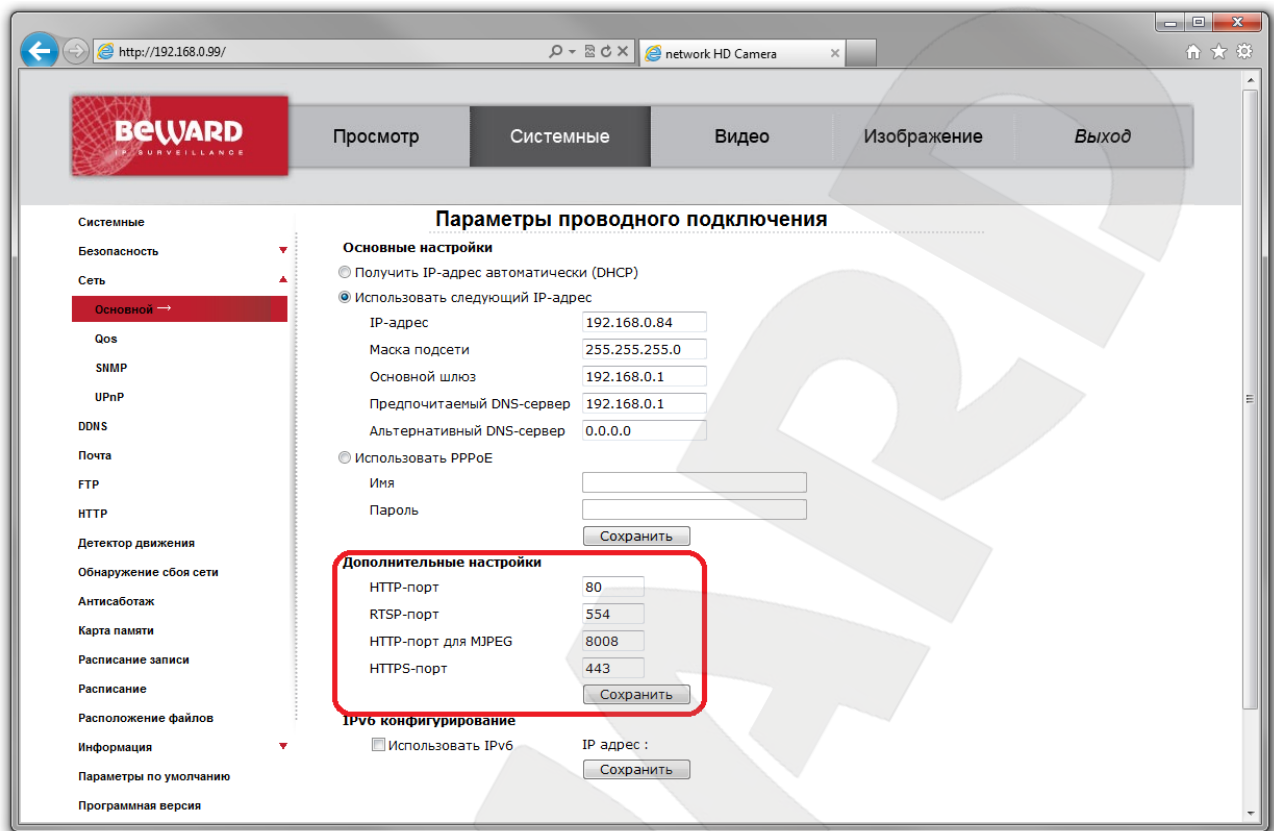 http://192.168.0.99/
network HD Camera
BEWARD
IP SURVEILLANCE
Просмотр
Системные
Видео
Изображение
Выход
Системные
Безопасность
Сеть
Основной →
Qos
SNMP
UPnP
DDNS
Почта
FTP
HTTP
Детектор движения
Обнаружение сбоя сети
Антисаботаж
Карта памяти
Расписание записи
Расписание
Расположение файлов
Информация
Параметры по умолчанию
Программная версия
Параметры проводного подключения
Основные настройки
Получить IP-адрес автоматически (DHCP)
Использовать следующий IP-адрес
IP-адрес 192.168.0.84
Маска подсети 255.255.255.0
Основной шлюз 192.168.0.1
Предпочитаемый DNS-сервер 192.168.0.1
Альтернативный DNS-сервер 0.0.0.0
Использовать PPPoE
Имя
Пароль
Сохранить
Дополнительные настройки
HTTP-порт 80
RTSP-порт 554
HTTP-порт для MJPEG 8008
HTTPS-порт 443
Сохранить
IPv6 конфигурирование
Использовать IPv6 IP адрес :
Сохранить